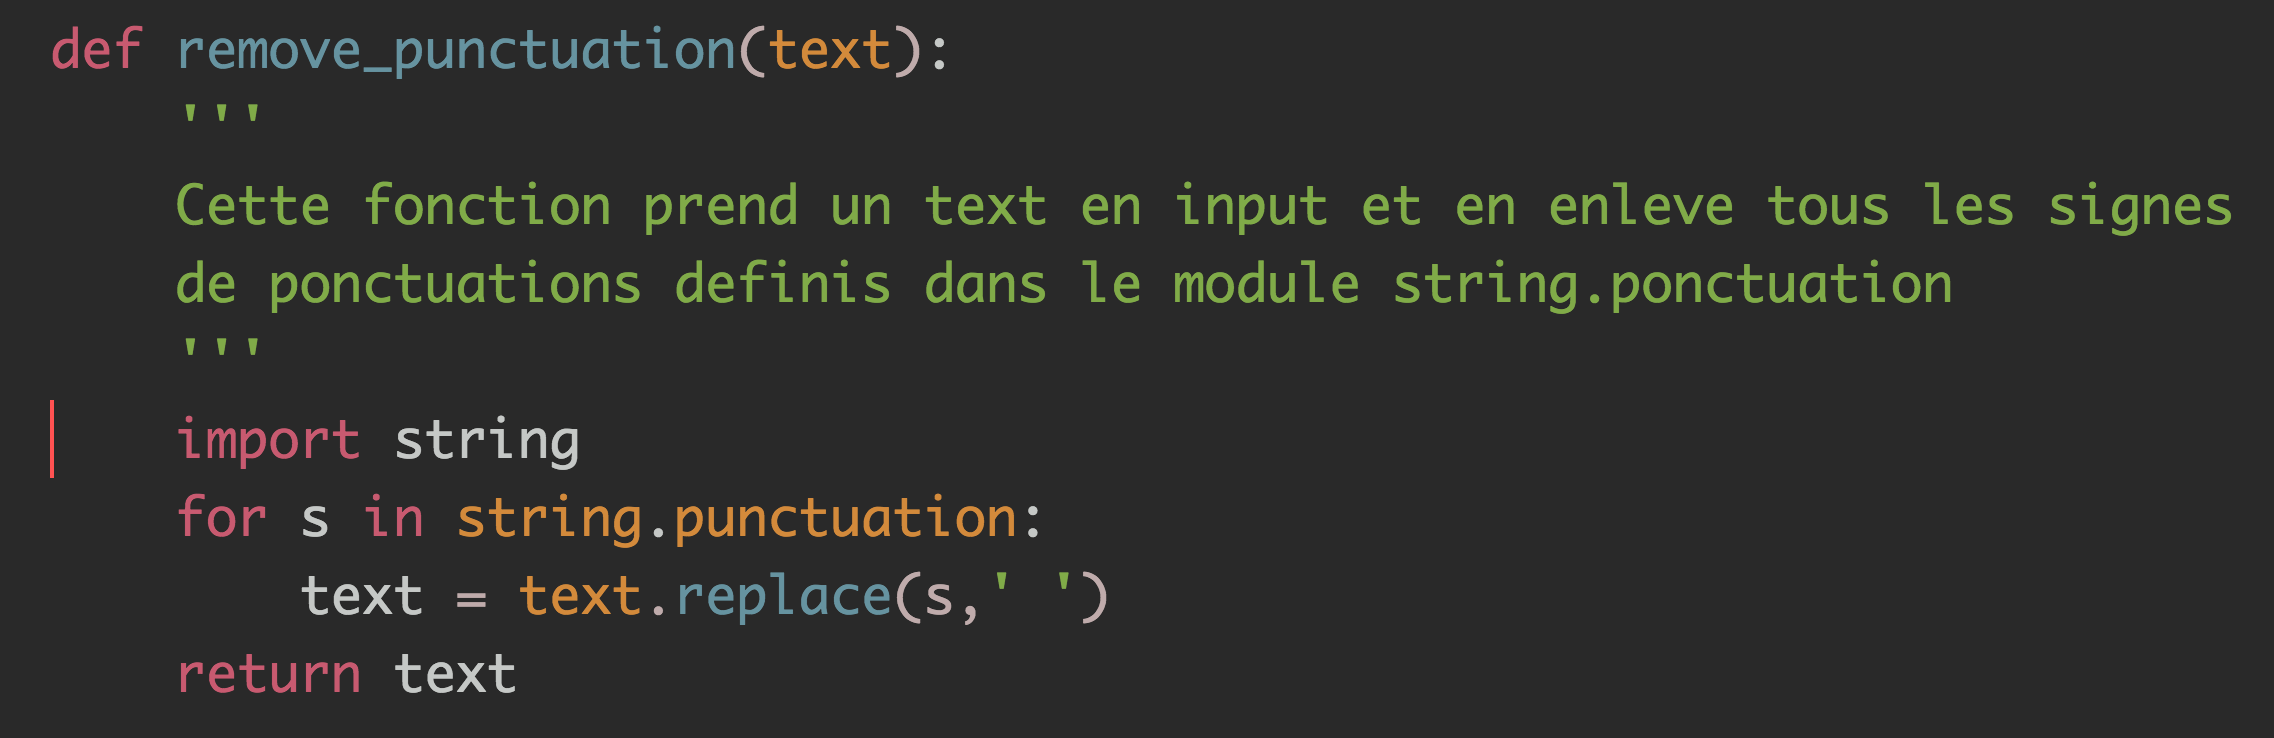 def remove_punctuation(text):
    '''
    Cette fonction prend un text en input et en enleve tous les signes
    de ponctuations definis dans le module string.ponctuation
    '''
    import string
    for s in string.punctuation:
        text = text.replace(s,' ')
    return text